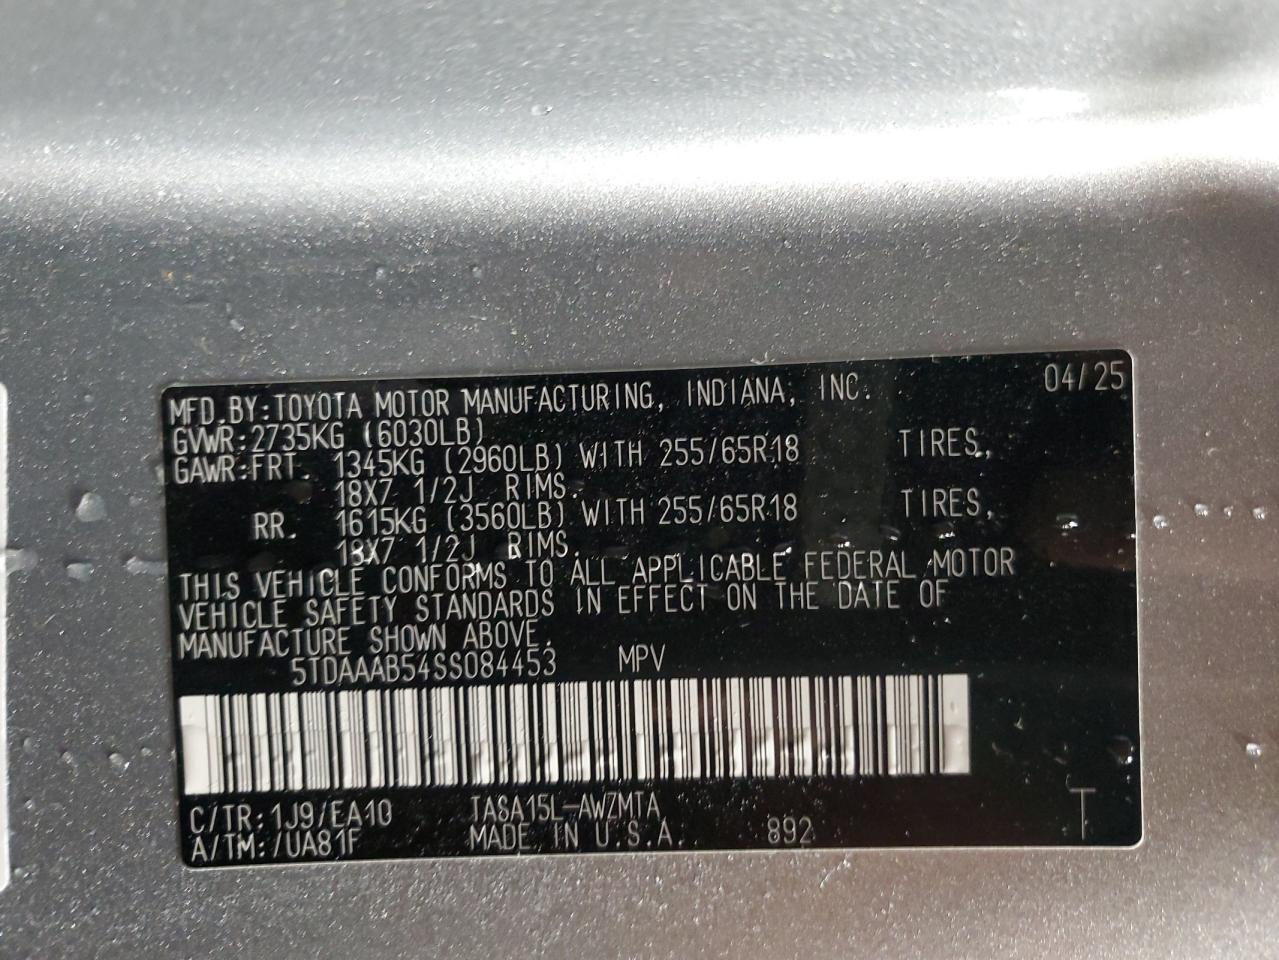 MFD.BY:TOYOTA MOTOR MANUFACTURING, INDIANA, INC. 04/25
GVWR:2735KG (6030LB)
GAWR:FRT. 1345KG (2960LB) WITH 255/65R18 TIRES,
18X7 1/2J RIMS.
RR. 1615KG (3560LB) WITH 255/65R18 TIRES,
18X7 1/2J RIMS.
THIS VEHICLE CONFORMS TO ALL APPLICABLE FEDERAL MOTOR
VEHICLE SAFETY STANDARDS IN EFFECT ON THE DATE OF
MANUFACTURE SHOWN ABOVE.
5TDAAAB54SS084453 MPV
C/TR:1J9/EA10 TASA15L-AWZMTA
A/TM:/UA81F MADE IN U.S.A. 892 T